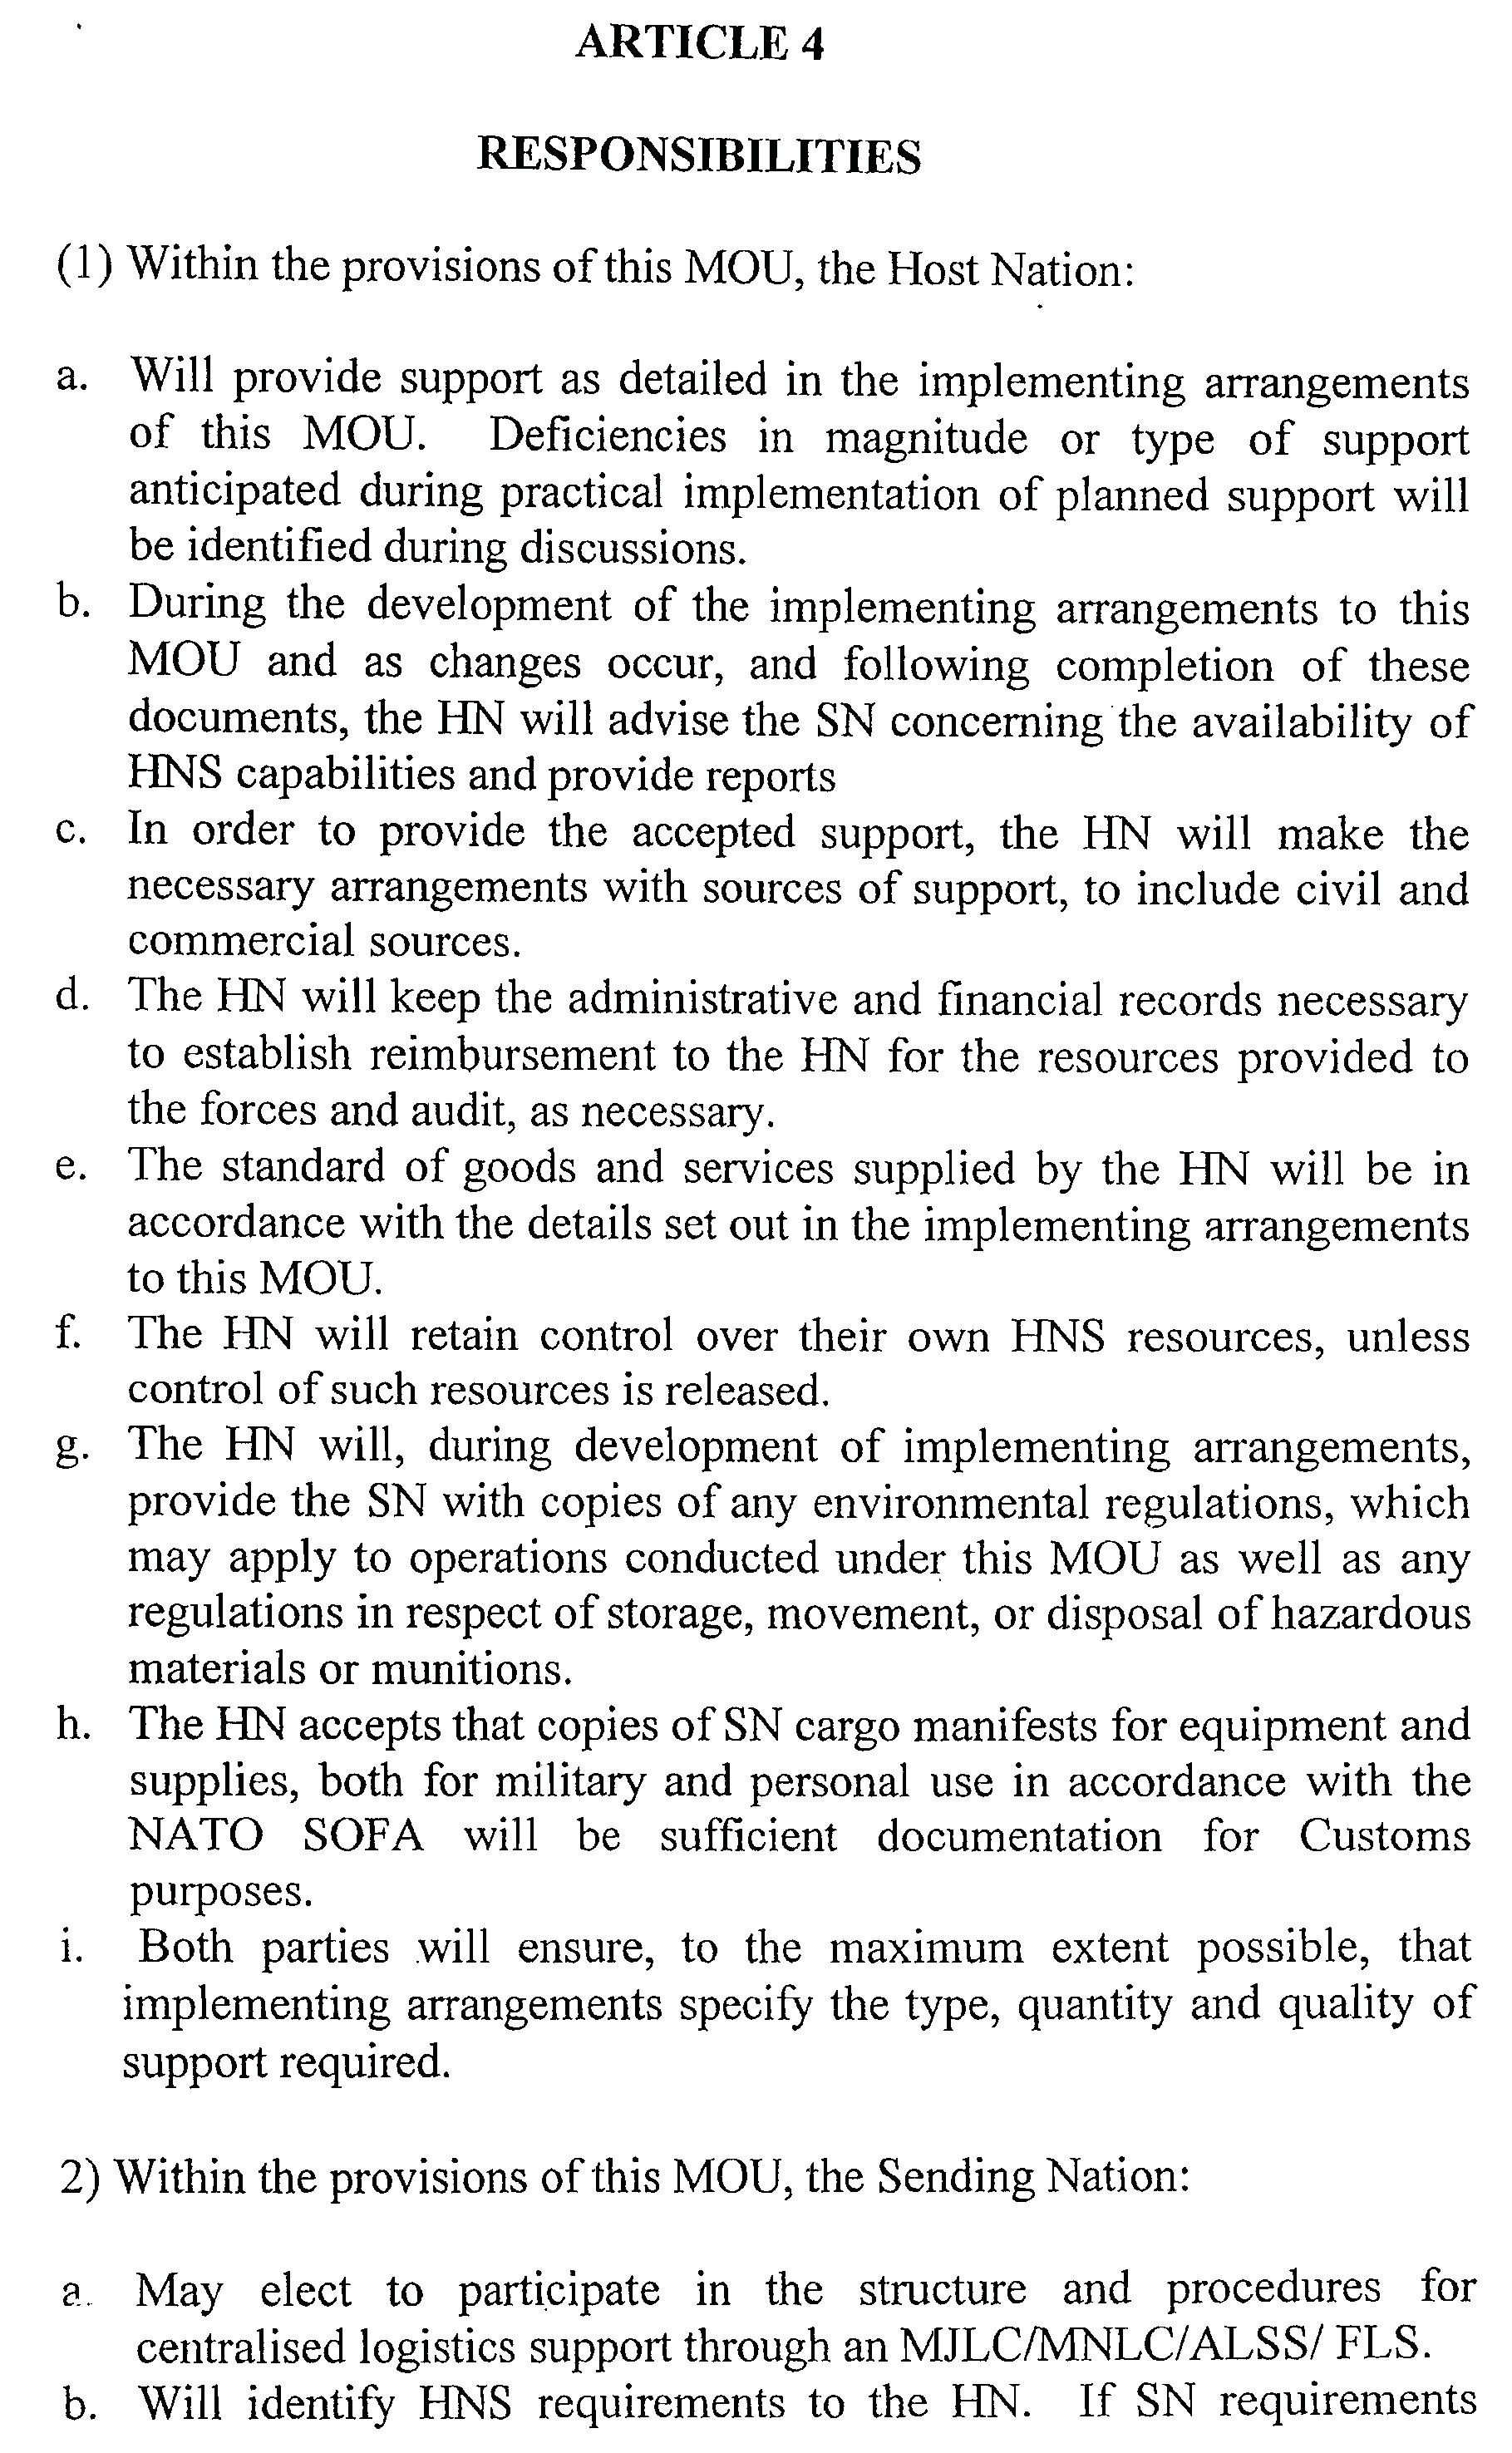 ARTICLE 4
RESPONSIBILITIES
(1) Within the provisions of this MOU, the Host Nation:
a. Will provide support as detailed in the implementing arrangements
of this MOU. Deficiencies in magnitude or type of support
anticipated during practical implementation of planned support will
be identified during discussions.
b. During the development of the implementing arrangements to this
MOU and as changes occur, and following completion of these
documents, the HN will advise the SN concerning the availability of
HNS capabilities and provide reports
c. In order to provide the accepted support, the HN will make the
necessary arrangements with sources of support, to include civil and
commercial sources.
d. The HN will keep the administrative and financial records necessary
to establish reimbursement to the HN for the resources provided to
the forces and audit, as necessary.
e. The standard of goods and services supplied by the HN will be in
accordance with the details set out in the implementing arrangements
to this MOU.
f. The HN will retain control over their own HNS resources, unless
control of such resources is released.
g. The HN will, during development of implementing arrangements,
provide the SN with copies of any environmental regulations, which
may apply to operations conducted under this MOU as well as any
regulations in respect of storage, movement, or disposal of hazardous
materials or munitions.
h. The HN accepts that copies of SN cargo manifests for equipment and
supplies, both for military and personal use in accordance with the
NATO SOFA will be sufficient documentation for Customs
purposes.
i. Both parties will ensure, to the maximum extent possible, that
implementing arrangements specify the type, quantity and quality of
support required.
2) Within the provisions of this MOU, the Sending Nation:
a. May elect to participate in the structure and procedures for
centralised logistics support through an MJLC/MNLC/ALSS/ FLS.
b. Will identify HNS requirements to the HN. If SN requirements